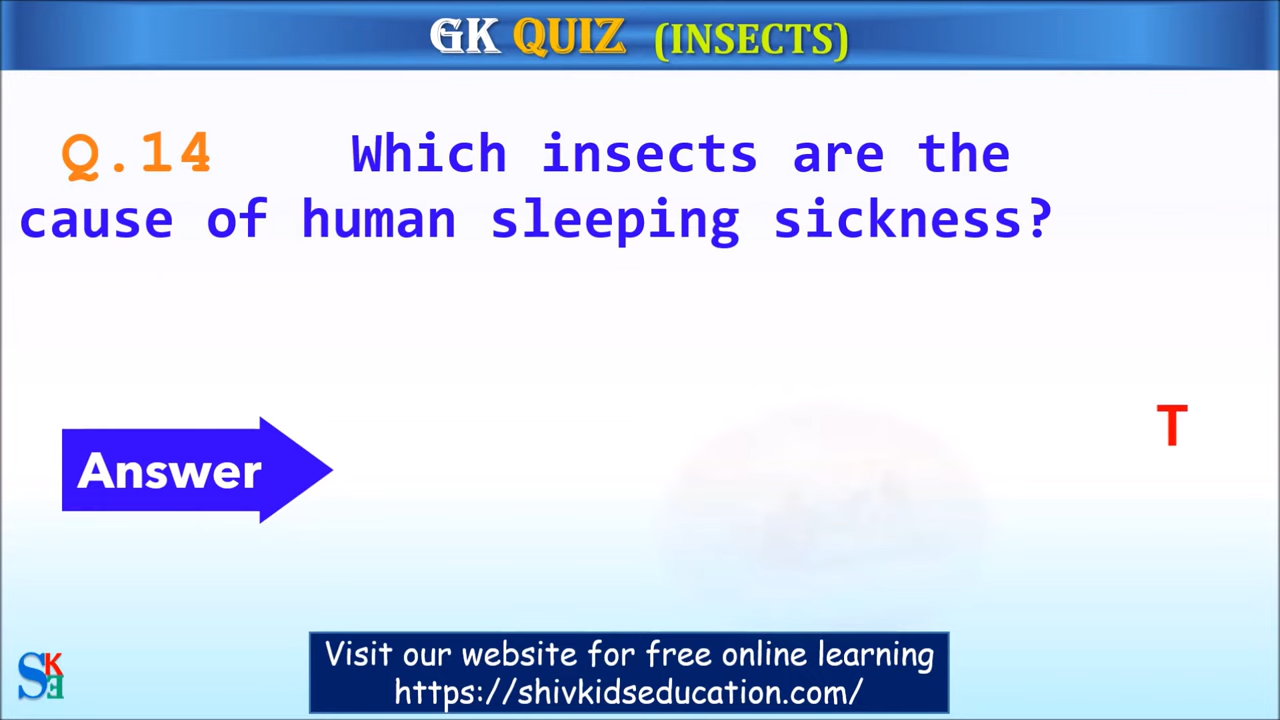 GK QUIZ (INSECTS)
Q.14 Which insects are the
cause of human sleeping sickness?
T
Answer
Visit our website for free online learning
https://shivkidseducation.com/
SKE